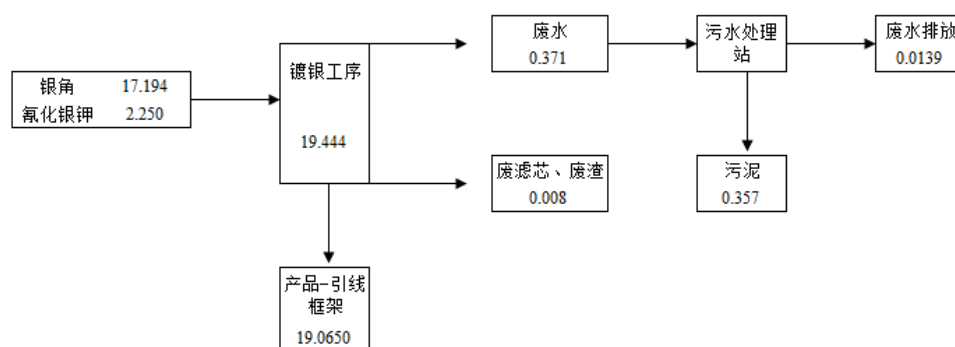 银角 17.194
氰化银钾 2.250
镀银工序
19.444
废水
0.371
污水处理
站
废水排放
0.0139
废滤芯、废渣
0.008
污泥
0.357
产品-引线
框架
19.0650